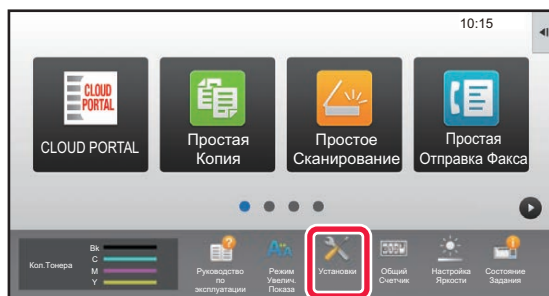 10:15
CLOUD
PORTAL
CLOUD PORTAL
Простая
Копия
Простое
Сканирование
Простая
Отправка Факса
Кол.Тонера
Bk
C
M
Y
Руководство
по
эксплуатации
Режим
Увелич.
Показа
Установки
Общий
Счетчик
Настройка
Яркости
Состояние
Задания